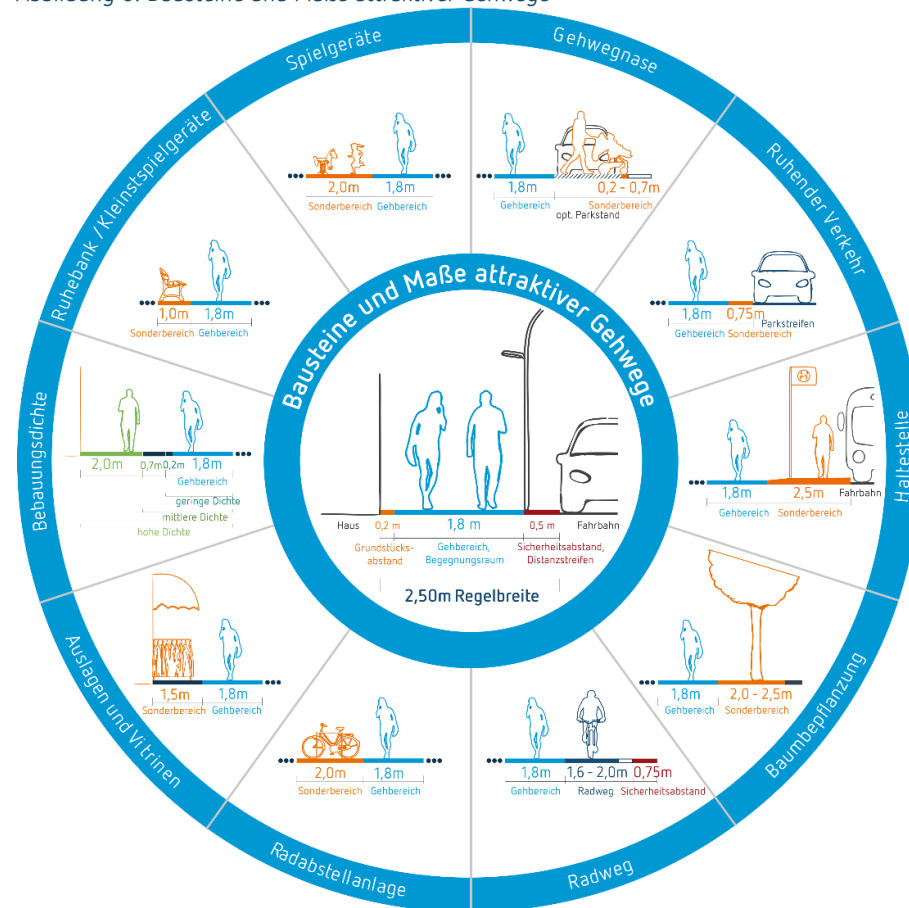 Abbildung 6: Bausteine und Maße attraktiver Gehwege
Spielgeräte
2,0m
1,8m
Sonderbereich
Gehbereich
Gehwegnase
1,8m
0,2 - 0,7m
Gehbereich
Sonderbereich
opt. Parkstand
Ruhender Verkehr
1,8m
0,75m
Gehbereich
Sonderbereich
Parkstreifen
Haltestelle
H
1,8m
2,5m
Fahrbahn
Gehbereich
Sonderbereich
Baumbepflanzung
1,8m
2,0 - 2,5m
Gehbereich
Sonderbereich
Radweg
1,8m
1,6 - 2,0m
0,75m
Gehbereich
Radweg
Sicherheitsabstand
Radabstellanlage
2,0m
1,8m
Sonderbereich
Gehbereich
Auslagen und Vitrinen
1,5m
1,8m
Sonderbereich
Gehbereich
Bebauungsdichte
2,0m
0,7m
0,2m
1,8m
Gehbereich
geringe Dichte
mittlere Dichte
hohe Dichte
Ruhebank / Kleinstspielgeräte
1,0m
1,8m
Sonderbereich
Gehbereich
Bausteine und Maße attraktiver Gehwege
Haus
0,2 m
1,8 m
0,5 m
Fahrbahn
Grundstücks-
abstand
Gehbereich,
Begegnungsraum
Sicherheitsabstand,
Distanzstreifen
2,50m Regelbreite